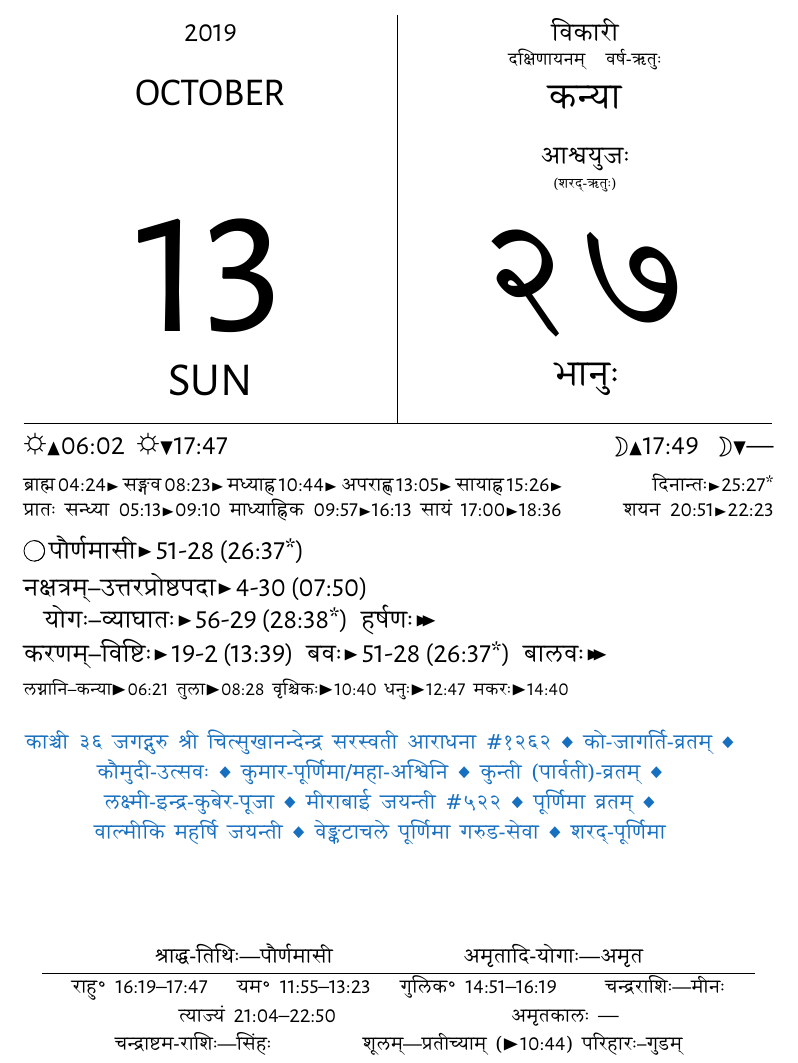 2019
OCTOBER
13
SUN
विकारी
दक्षिणायनम् वर्ष-ऋतुः
कन्या
आश्वयुजः
(शरद्-ऋतुः)
२७
भानुः
☼▲06:02 ☼▼17:47 ☽▲17:49 ☽▼—
ब्राह्म 04:24► सङ्गव 08:23► मध्याह्न 10:44► अपराह्ण 13:05► सायाह्न 15:26► दिनान्तः►25:27*
प्रातः सन्ध्या 05:13►09:10 माध्याह्निक 09:57►16:13 सायं 17:00►18:36 शयन 20:51►22:23
○पौर्णमासी►51-28 (26:37*)
नक्षत्रम्–उत्तरप्रोष्ठपदा►4-30 (07:50)
योगः–व्याघातः►56-29 (28:38*) हर्षणः►►
करणम्–विष्टिः►19-2 (13:39) बवः►51-28 (26:37*) बालवः►►
लग्नानि–कन्या►06:21 तुला►08:28 वृश्चिकः►10:40 धनुः►12:47 मकरः►14:40
काञ्ची ३६ जगद्गुरु श्री चित्सुखानन्देन्द्र सरस्वती आराधना #१२६२ ◆ को-जागर्ति-व्रतम् ◆
कौमुदी-उत्सवः ◆ कुमार-पूर्णिमा/महा-अश्विनि ◆ कुन्ती (पार्वती)-व्रतम् ◆
लक्ष्मी-इन्द्र-कुबेर-पूजा ◆ मीराबाई जयन्ती #५२२ ◆ पूर्णिमा व्रतम् ◆
वाल्मीकि महर्षि जयन्ती ◆ वेङ्कटाचले पूर्णिमा गरुड-सेवा ◆ शरद्-पूर्णिमा
श्राद्ध-तिथिः—पौर्णमासी अमृतादि-योगाः—अमृत
राहु° 16:19–17:47 यम° 11:55–13:23 गुलिक° 14:51–16:19 चन्द्रराशिः—मीनः
त्याज्यं 21:04–22:50 अमृतकालः —
चन्द्राष्टम-राशिः—सिंहः शूलम्—प्रतीच्याम् (►10:44) परिहारः–गुडम्